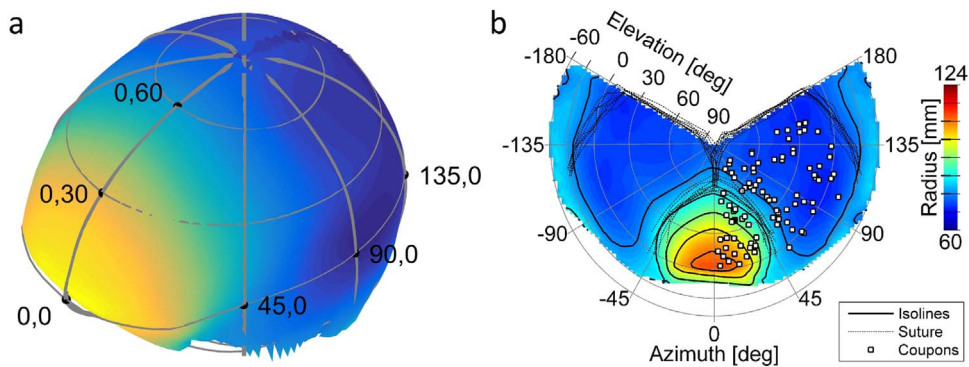 a
0,60
0,30
0,0
45,0
90,0
135,0
b
Elevation [deg]
-60
0
30
60
90
-180
-135
-90
-45
0
45
90
135
180
Azimuth [deg]
124
Radius [mm]
60
Isolines
Suture
Coupons